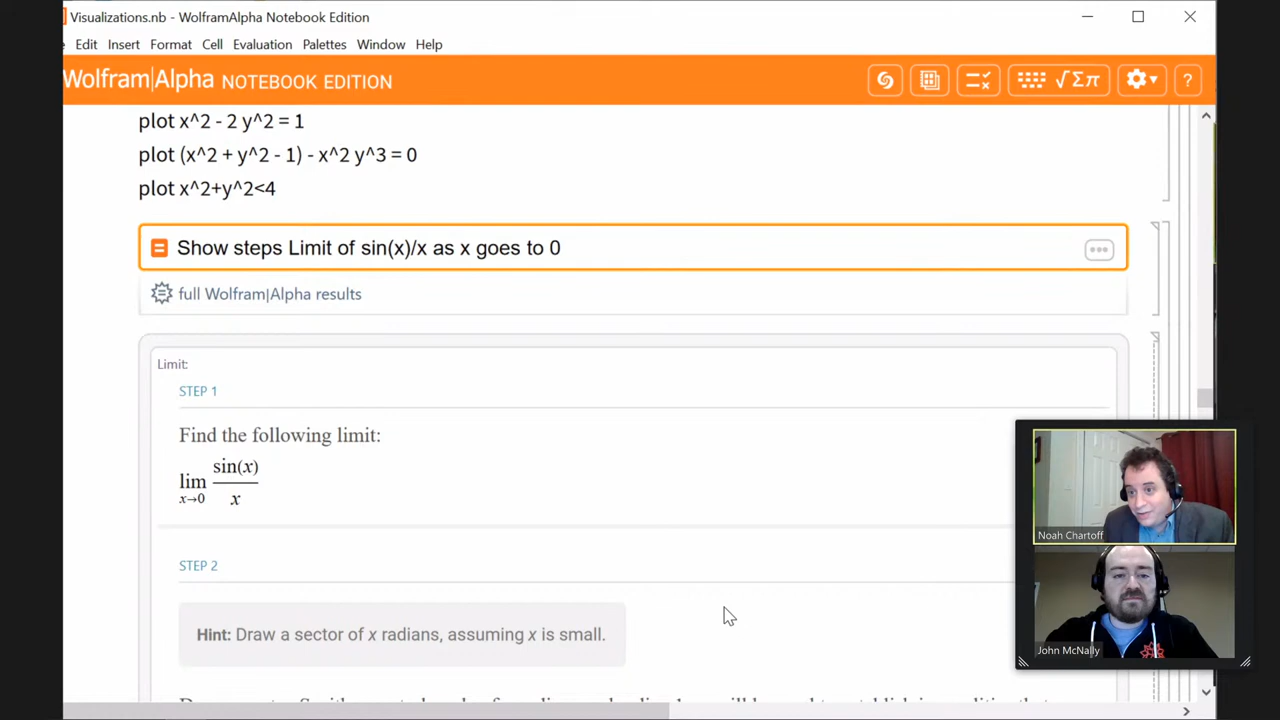 Visualizations.nb - WolframAlpha Notebook Edition
Edit Insert Format Cell Evaluation Palettes Window Help
Wolfram|Alpha NOTEBOOK EDITION
√Σπ
?
plot x^2 - 2 y^2 = 1
plot (x^2 + y^2 - 1) - x^2 y^3 = 0
plot x^2+y^2<4
Show steps Limit of sin(x)/x as x goes to 0
full Wolfram|Alpha results
Limit:
STEP 1
Find the following limit:
lim x→0 sin(x)/x
STEP 2
Hint: Draw a sector of x radians, assuming x is small.
Noah Chartoff
John McNally